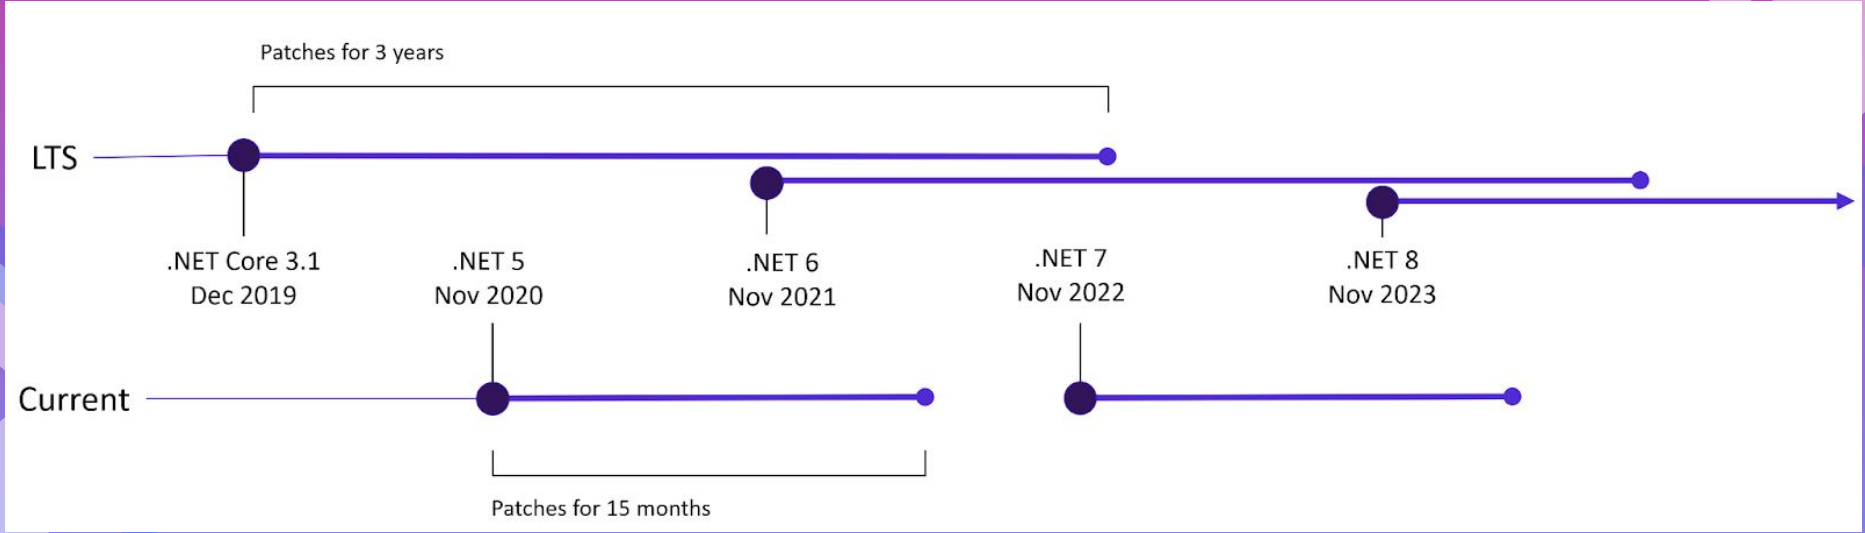 Patches for 3 years
LTS
.NET Core 3.1
Dec 2019
.NET 5
Nov 2020
.NET 6
Nov 2021
.NET 7
Nov 2022
.NET 8
Nov 2023
Current
Patches for 15 months